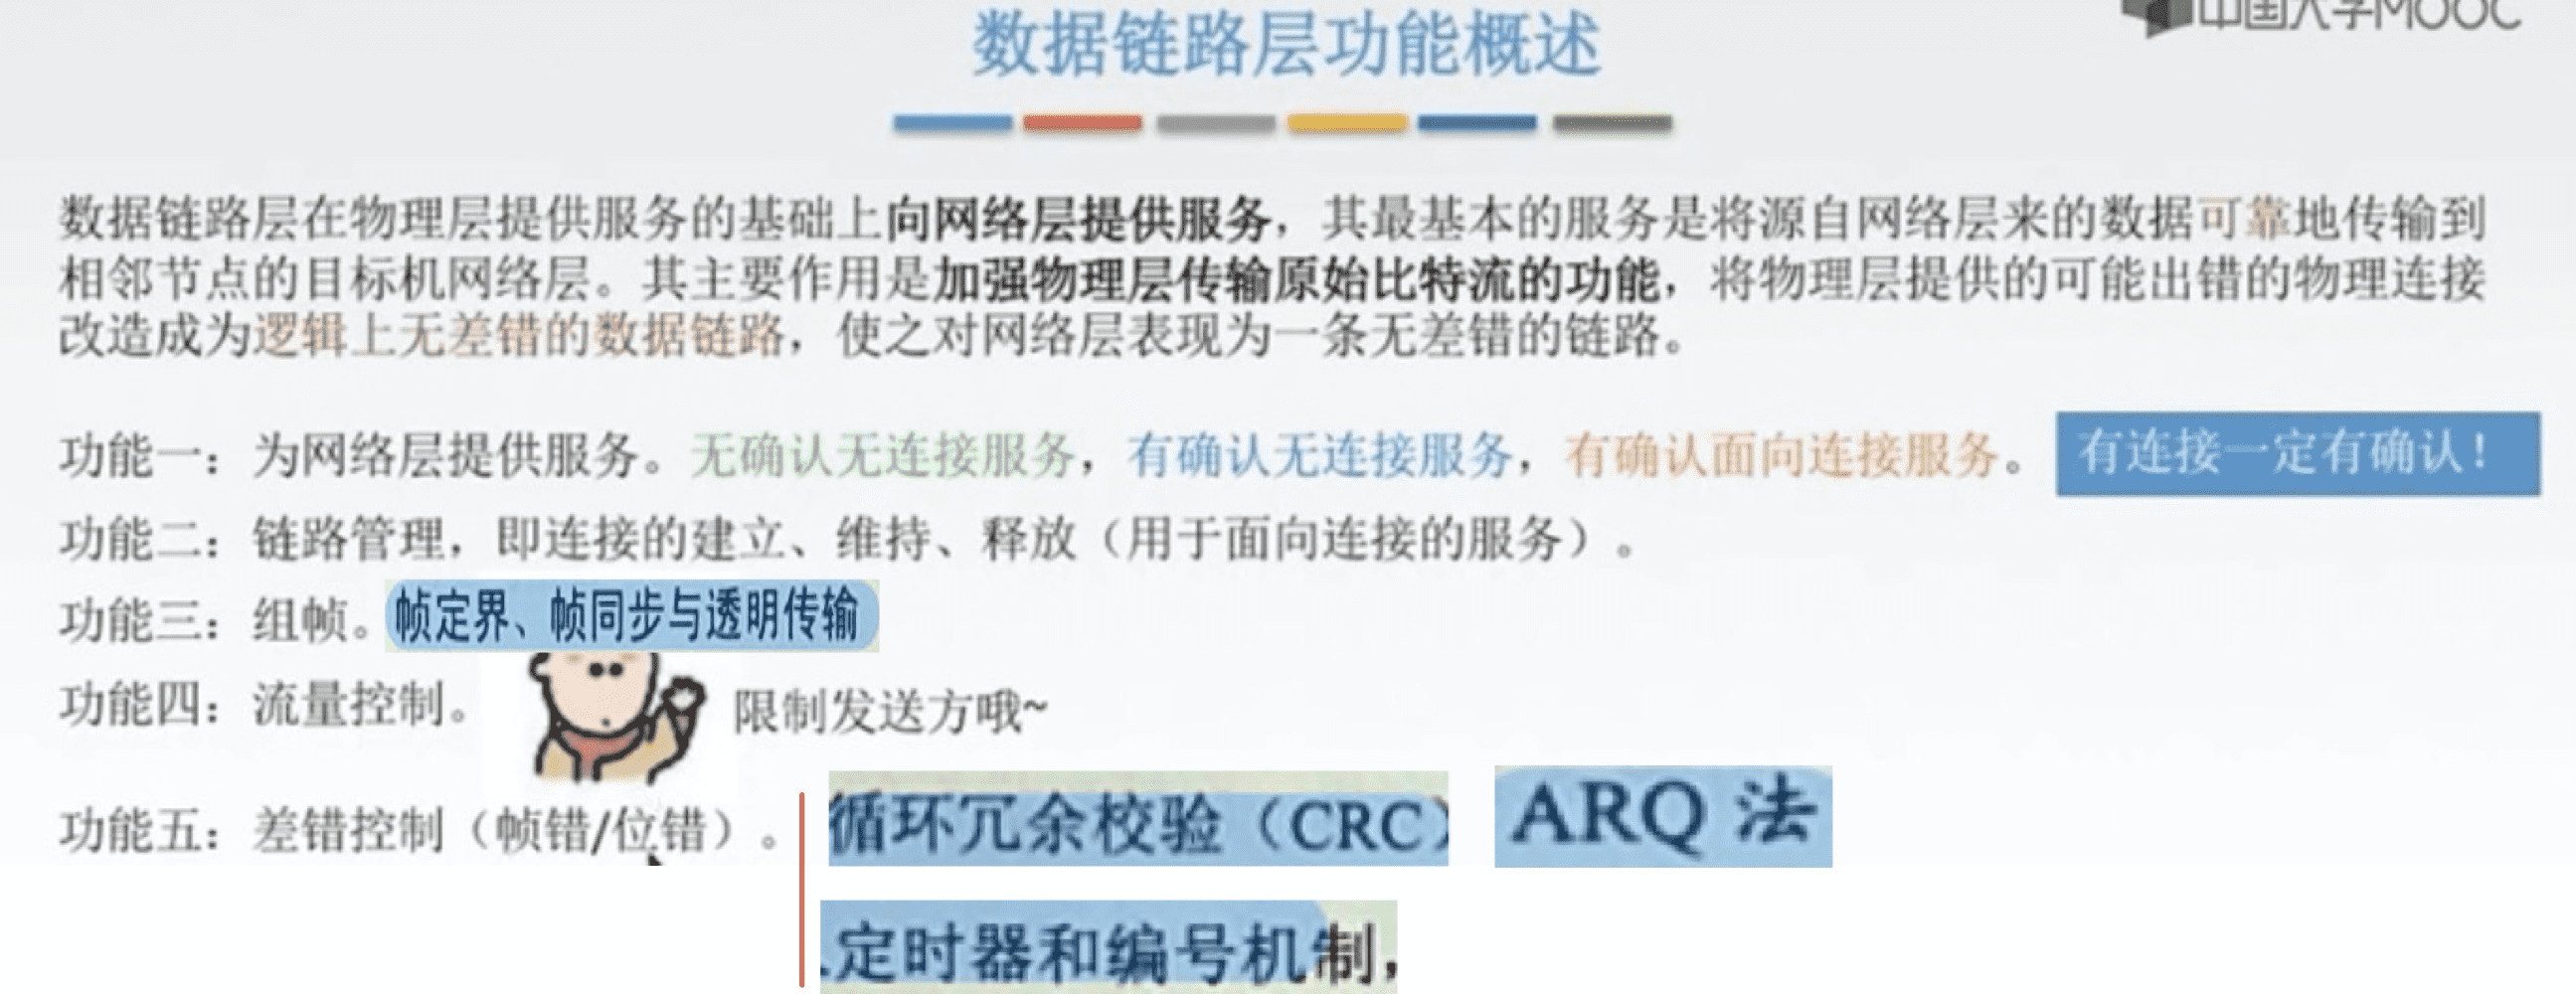 中国大学MOOC
数据链路层功能概述
数据链路层在物理层提供服务的基础上向网络层提供服务，其最基本的服务是将源自网络层来的数据可靠地传输到
相邻节点的目标机网络层。其主要作用是加强物理层传输原始比特流的功能，将物理层提供的可能出错的物理连接
改造成为逻辑上无差错的数据链路，使之对网络层表现为一条无差错的链路。
功能一：为网络层提供服务。无确认无连接服务，有确认无连接服务，有确认面向连接服务。 有连接一定有确认！
功能二：链路管理，即连接的建立、维持、释放（用于面向连接的服务）。
功能三：组帧。 帧定界、帧同步与透明传输
功能四：流量控制。 限制发送方哦~
功能五：差错控制（帧错/位错）。 循环冗余校验（CRC） ARQ 法
定时器和编号机制，